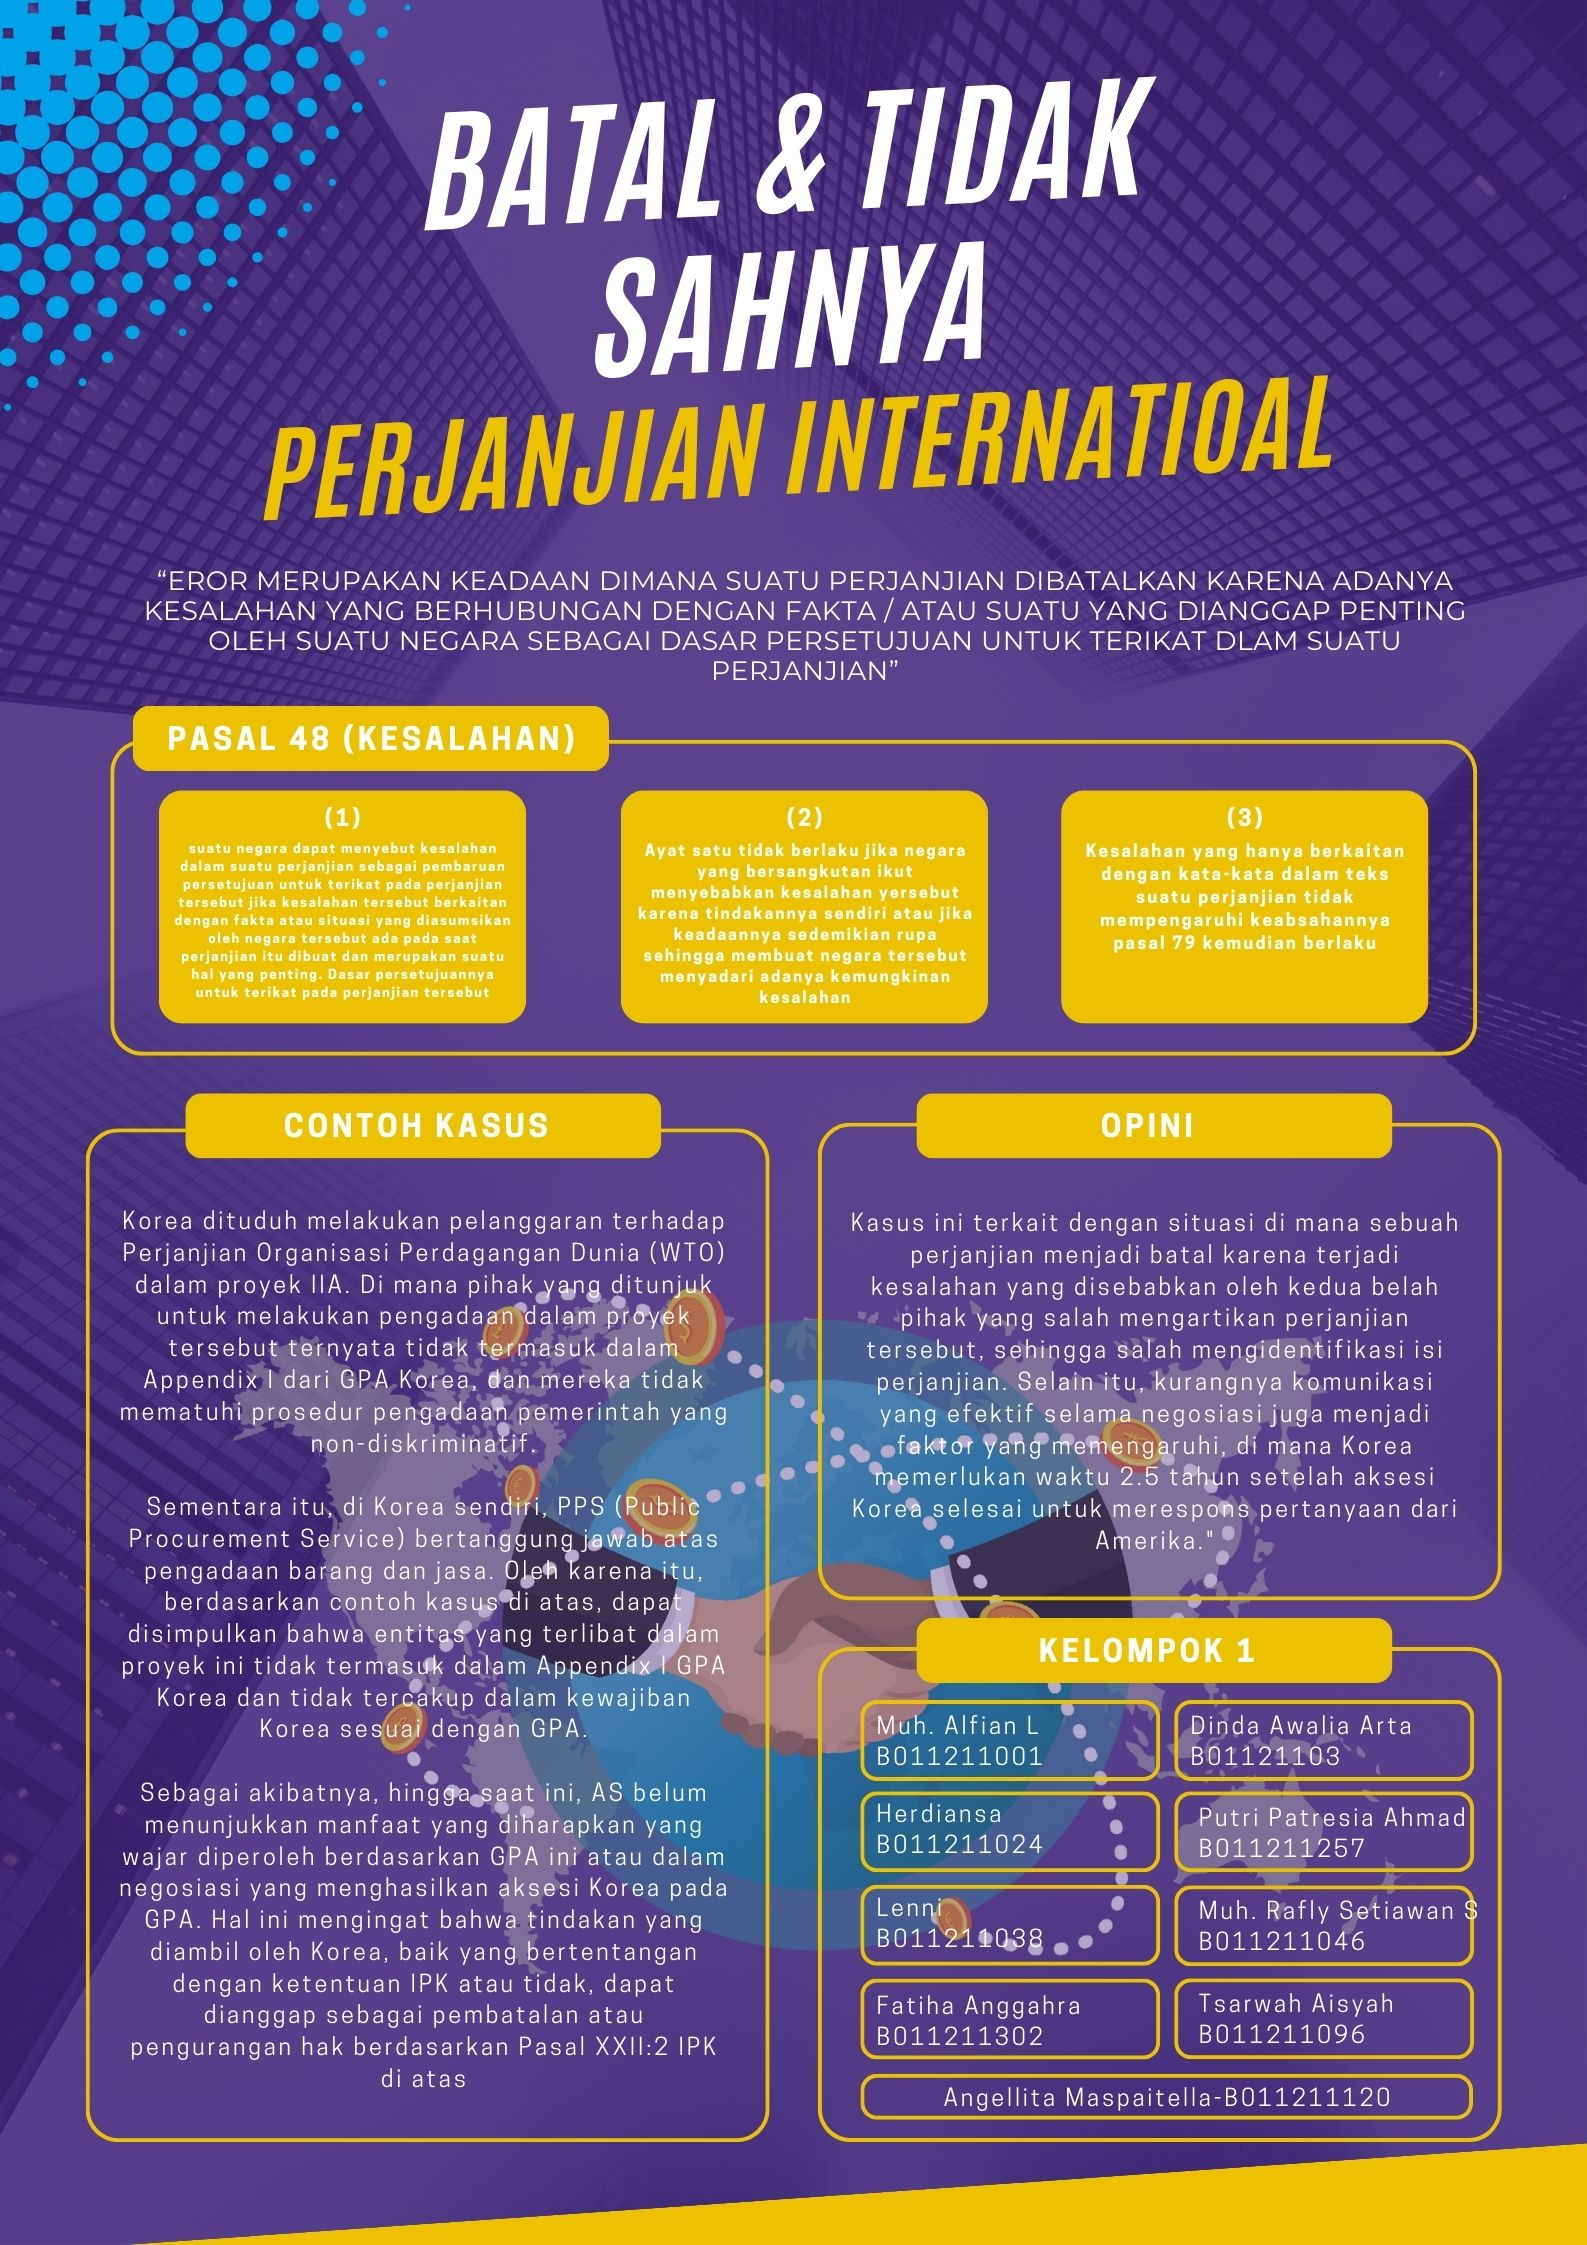 BATAL & TIDAK
SAHNYA
PERJANJIAN INTERNATIOAL
“EROR MERUPAKAN KEADAAN DIMANA SUATU PERJANJIAN DIBATALKAN KARENA ADANYA
KESALAHAN YANG BERHUBUNGAN DENGAN FAKTA / ATAU SUATU YANG DIANGGAP PENTING
OLEH SUATU NEGARA SEBAGAI DASAR PERSETUJUAN UNTUK TERIKAT DLAM SUATU
PERJANJIAN”
PASAL 48 (KESALAHAN)
(1)
suatu negara dapat menyebut kesalahan
dalam suatu perjanjian sebagai pembaruan
persetujuan untuk terikat pada perjanjian
tersebut jika kesalahan tersebut berkaitan
dengan fakta atau situasi yang diasumsikan
oleh negara tersebut ada pada saat
perjanjian itu dibuat dan merupakan suatu
hal yang penting. Dasar persetujuannya
untuk terikat pada perjanjian tersebut
(2)
Ayat satu tidak berlaku jika negara
yang bersangkutan ikut
menyebabkan kesalahan yersebut
karena tindakannya sendiri atau jika
keadaannya sedemikian rupa
sehingga membuat negara tersebut
menyadari adanya kemungkinan
kesalahan
(3)
Kesalahan yang hanya berkaitan
dengan kata-kata dalam teks
suatu perjanjian tidak
mempengaruhi keabsahannya
pasal 79 kemudian berlaku
CONTOH KASUS
Korea dituduh melakukan pelanggaran terhadap
Perjanjian Organisasi Perdagangan Dunia (WTO)
dalam proyek IIA. Di mana pihak yang ditunjuk
untuk melakukan pengadaan dalam proyek
tersebut ternyata tidak termasuk dalam
Appendix I dari GPA Korea, dan mereka tidak
mematuhi prosedur pengadaan pemerintah yang
non-diskriminatif.
Sementara itu, di Korea sendiri, PPS (Public
Procurement Service) bertanggung jawab atas
pengadaan barang dan jasa. Oleh karena itu,
berdasarkan contoh kasus di atas, dapat
disimpulkan bahwa entitas yang terlibat dalam
proyek ini tidak termasuk dalam Appendix I GPA
Korea dan tidak tercakup dalam kewajiban
Korea sesuai dengan GPA.
Sebagai akibatnya, hingga saat ini, AS belum
menunjukkan manfaat yang diharapkan yang
wajar diperoleh berdasarkan GPA ini atau dalam
negosiasi yang menghasilkan aksesi Korea pada
GPA. Hal ini mengingat bahwa tindakan yang
diambil oleh Korea, baik yang bertentangan
dengan ketentuan IPK atau tidak, dapat
dianggap sebagai pembatalan atau
pengurangan hak berdasarkan Pasal XXII:2 IPK
di atas
OPINI
Kasus ini terkait dengan situasi di mana sebuah
perjanjian menjadi batal karena terjadi
kesalahan yang disebabkan oleh kedua belah
pihak yang salah mengartikan perjanjian
tersebut, sehingga salah mengidentifikasi isi
perjanjian. Selain itu, kurangnya komunikasi
yang efektif selama negosiasi juga menjadi
faktor yang memengaruhi, di mana Korea
memerlukan waktu 2.5 tahun setelah aksesi
Korea selesai untuk merespons pertanyaan dari
Amerika."
KELOMPOK 1
Muh. Alfian L
B011211001
Dinda Awalia Arta
B01121103
Herdiansa
B011211024
Putri Patresia Ahmad
B011211257
Lenni
B011211038
Muh. Rafly Setiawan S
B011211046
Fatiha Anggahra
B011211302
Tsarwah Aisyah
B011211096
Angellita Maspaitella-B011211120